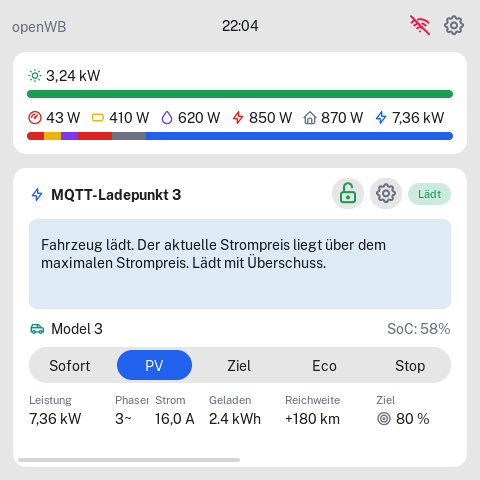 openWB
22:04
3,24 kW
43 W 410 W 620 W 850 W 870 W 7,36 kW
MQTT-Ladepunkt 3
Lädt
Fahrzeug lädt. Der aktuelle Strompreis liegt über dem
maximalen Strompreis. Lädt mit Überschuss.
Model 3
SoC: 58%
Sofort PV Ziel Eco Stop
Leistung Phasen Strom Geladen Reichweite Ziel
7,36 kW 3~ 16,0 A 2.4 kWh +180 km 80 %